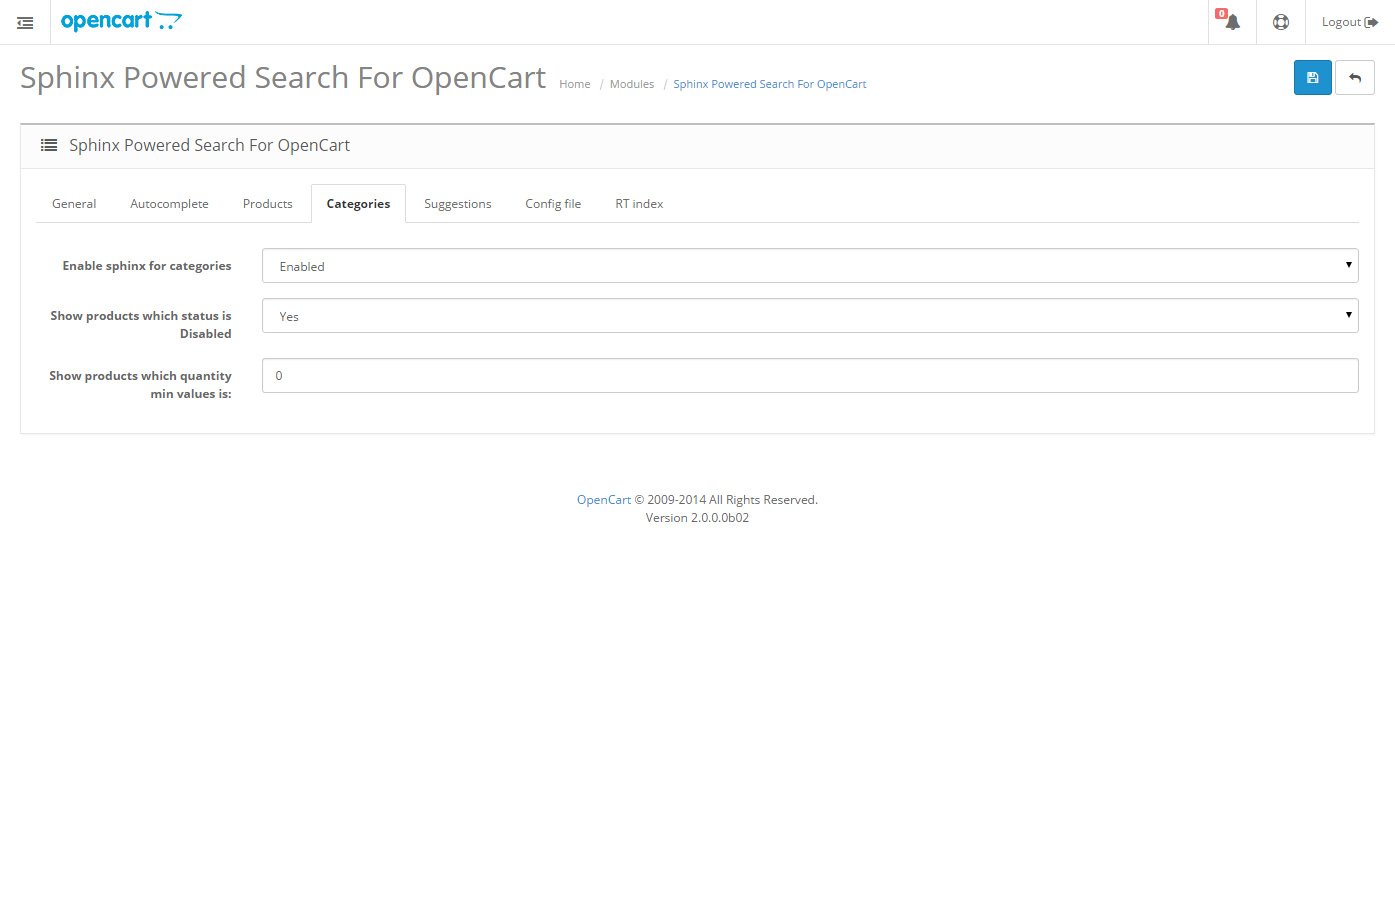 opencart
0
Logout
Sphinx Powered Search For OpenCart
Home / Modules / Sphinx Powered Search For OpenCart
Sphinx Powered Search For OpenCart
General Autocomplete Products Categories Suggestions Config file RT index
Enable sphinx for categories
Enabled
Show products which status is
Disabled
Yes
Show products which quantity
min values is:
0
OpenCart © 2009-2014 All Rights Reserved.
Version 2.0.0.0b02